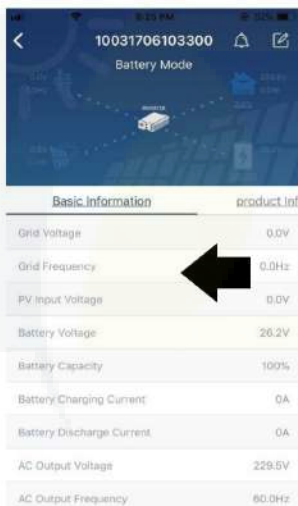 10031706103300
Battery Mode
INVERTER
Basic Information
product Inf
Grid Voltage 0.0V
Grid Frequency 0.0Hz
PV Input Voltage 0.0V
Battery Voltage 26.2V
Battery Capacity 100%
Battery Charging Current 0A
Battery Discharge Current 0A
AC Output Voltage 229.5V
AC Output Frequency 60.0Hz